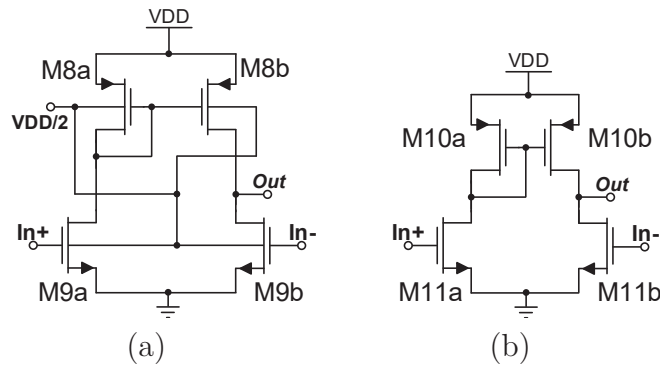 VDD
M8a
M8b
VDD/2
Out
In+
In-
M9a
M9b
(a)
VDD
M10a
M10b
Out
In+
In-
M11a
M11b
(b)